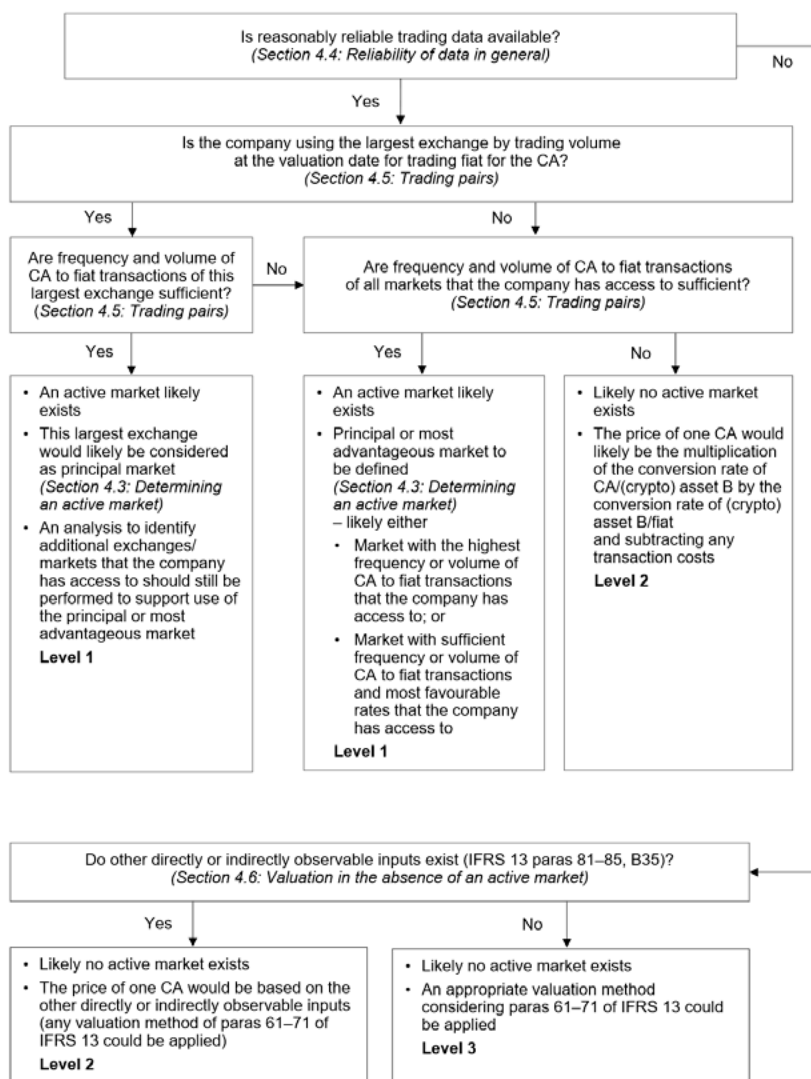 Is reasonably reliable trading data available?
(Section 4.4: Reliability of data in general)
No
Yes
Is the company using the largest exchange by trading volume
at the valuation date for trading fiat for the CA?
(Section 4.5: Trading pairs)
Yes
No
Are frequency and volume of
CA to fiat transactions of this
largest exchange sufficient?
(Section 4.5: Trading pairs)
No
Are frequency and volume of CA to fiat transactions
of all markets that the company has access to sufficient?
(Section 4.5: Trading pairs)
Yes
Yes
No
• An active market likely
exists
• This largest exchange
would likely be considered
as principal market
(Section 4.3: Determining
an active market)
• An analysis to identify
additional exchanges/
markets that the company
has access to should still be
performed to support use of
the principal or most
advantageous market
Level 1
• An active market likely
exists
• Principal or most
advantageous market to
be defined
(Section 4.3: Determining
an active market)
– likely either
• Market with the highest
frequency or volume of
CA to fiat transactions
that the company has
access to; or
• Market with sufficient
frequency or volume of
CA to fiat transactions
and most favourable
rates that the company
has access to
Level 1
• Likely no active market
exists
• The price of one CA would
likely be the multiplication
of the conversion rate of
CA/(crypto) asset B by the
conversion rate of (crypto)
asset B/fiat
and subtracting any
transaction costs
Level 2
Do other directly or indirectly observable inputs exist (IFRS 13 paras 81–85, B35)?
(Section 4.6: Valuation in the absence of an active market)
Yes
No
• Likely no active market exists
• The price of one CA would be based on the
other directly or indirectly observable inputs
(any valuation method of paras 61–71 of
IFRS 13 could be applied)
Level 2
• Likely no active market exists
• An appropriate valuation method
considering paras 61–71 of IFRS 13 could
be applied
Level 3